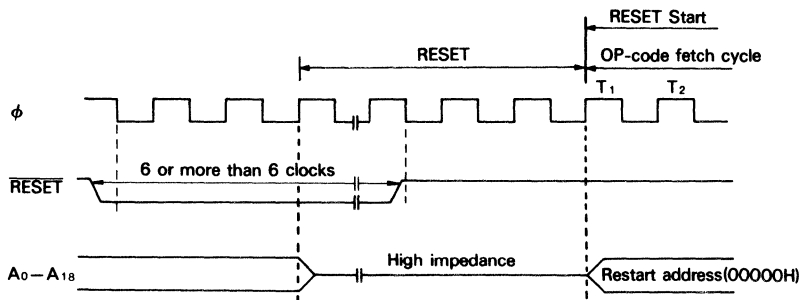 RESET Start
RESET
OP-code fetch cycle
T1
T2
φ
6 or more than 6 clocks
RESET
High impedance
A0–A18
Restart address(00000H)